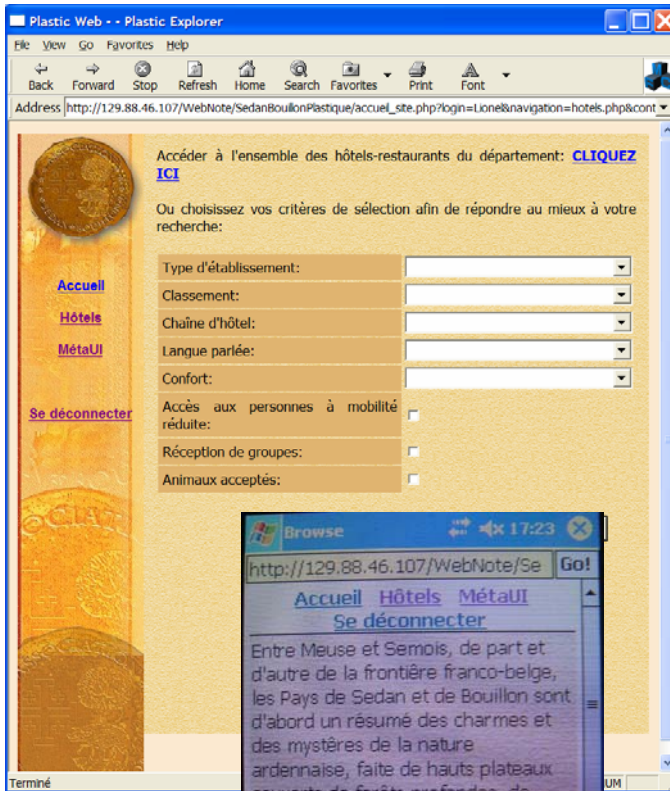 Plastic Web - - Plastic Explorer
File View Go Favorites Help
Back Forward Stop Refresh Home Search Favorites Print Font
Address http://129.88.46.107/WebNote/SedanBouillonPlastique/accueil_site.php?login=Lionel&navigation=hotels.php&cont
Accéder à l'ensemble des hôtels-restaurants du département: CLIQUEZ
ICI
Ou choisissez vos critères de sélection afin de répondre au mieux à votre
recherche:
Accueil
Hôtels
MétaUI
Se déconnecter
Type d'établissement:
Classement:
Chaîne d'hôtel:
Langue parlée:
Confort:
Accès aux personnes à mobilité
réduite:
Réception de groupes:
Animaux acceptés:
Browse 17:23
http://129.88.46.107/WebNote/Se Go!
Accueil Hôtels MétaUI
Se déconnecter
Entre Meuse et Semois, de part et
d'autre de la frontière franco-belge,
les Pays de Sedan et de Bouillon sont
d'abord un résumé des charmes et
des mystères de la nature
ardennaise, faite de hauts plateaux
couverts de forêts profondes, de
Terminé UM